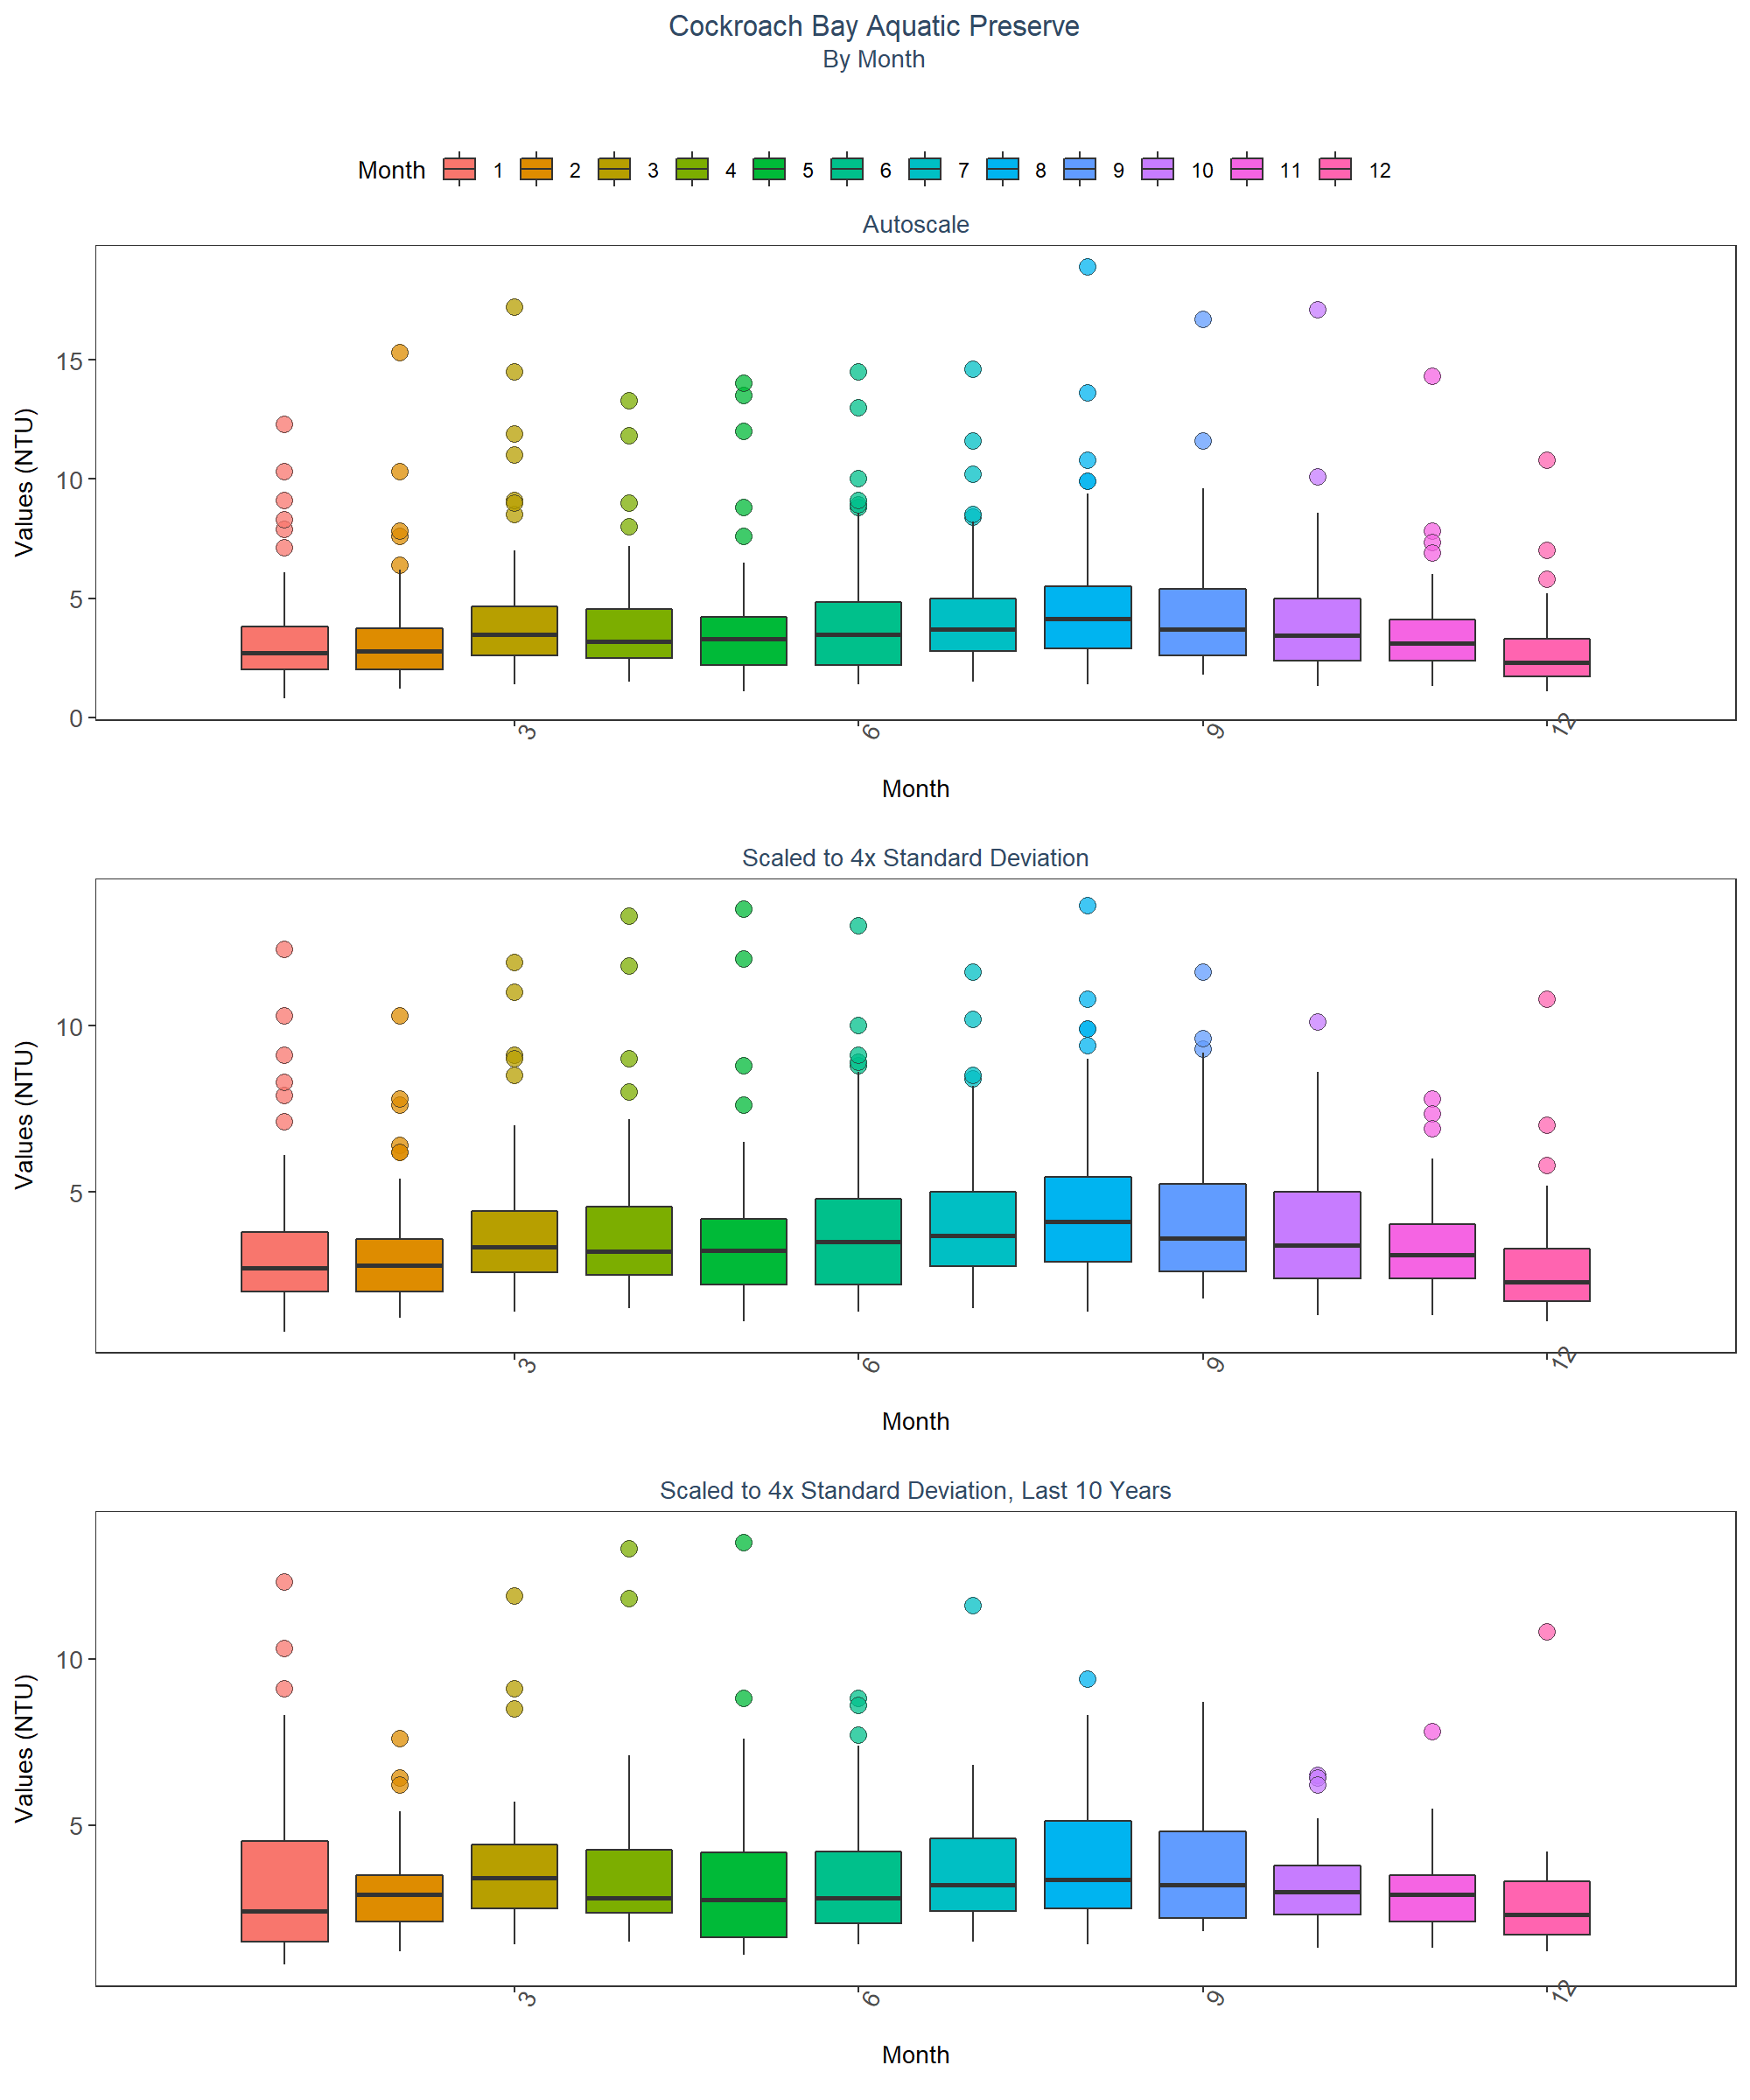 Cockroach Bay Aquatic Preserve
By Month
Month 1 2 3 4 5 6 7 8 9 10 11 12
Autoscale
Values (NTU)
15
10
5
0
3 6 9 12
Month
Scaled to 4x Standard Deviation
Values (NTU)
10
5
3 6 9 12
Month
Scaled to 4x Standard Deviation, Last 10 Years
Values (NTU)
10
5
3 6 9 12
Month